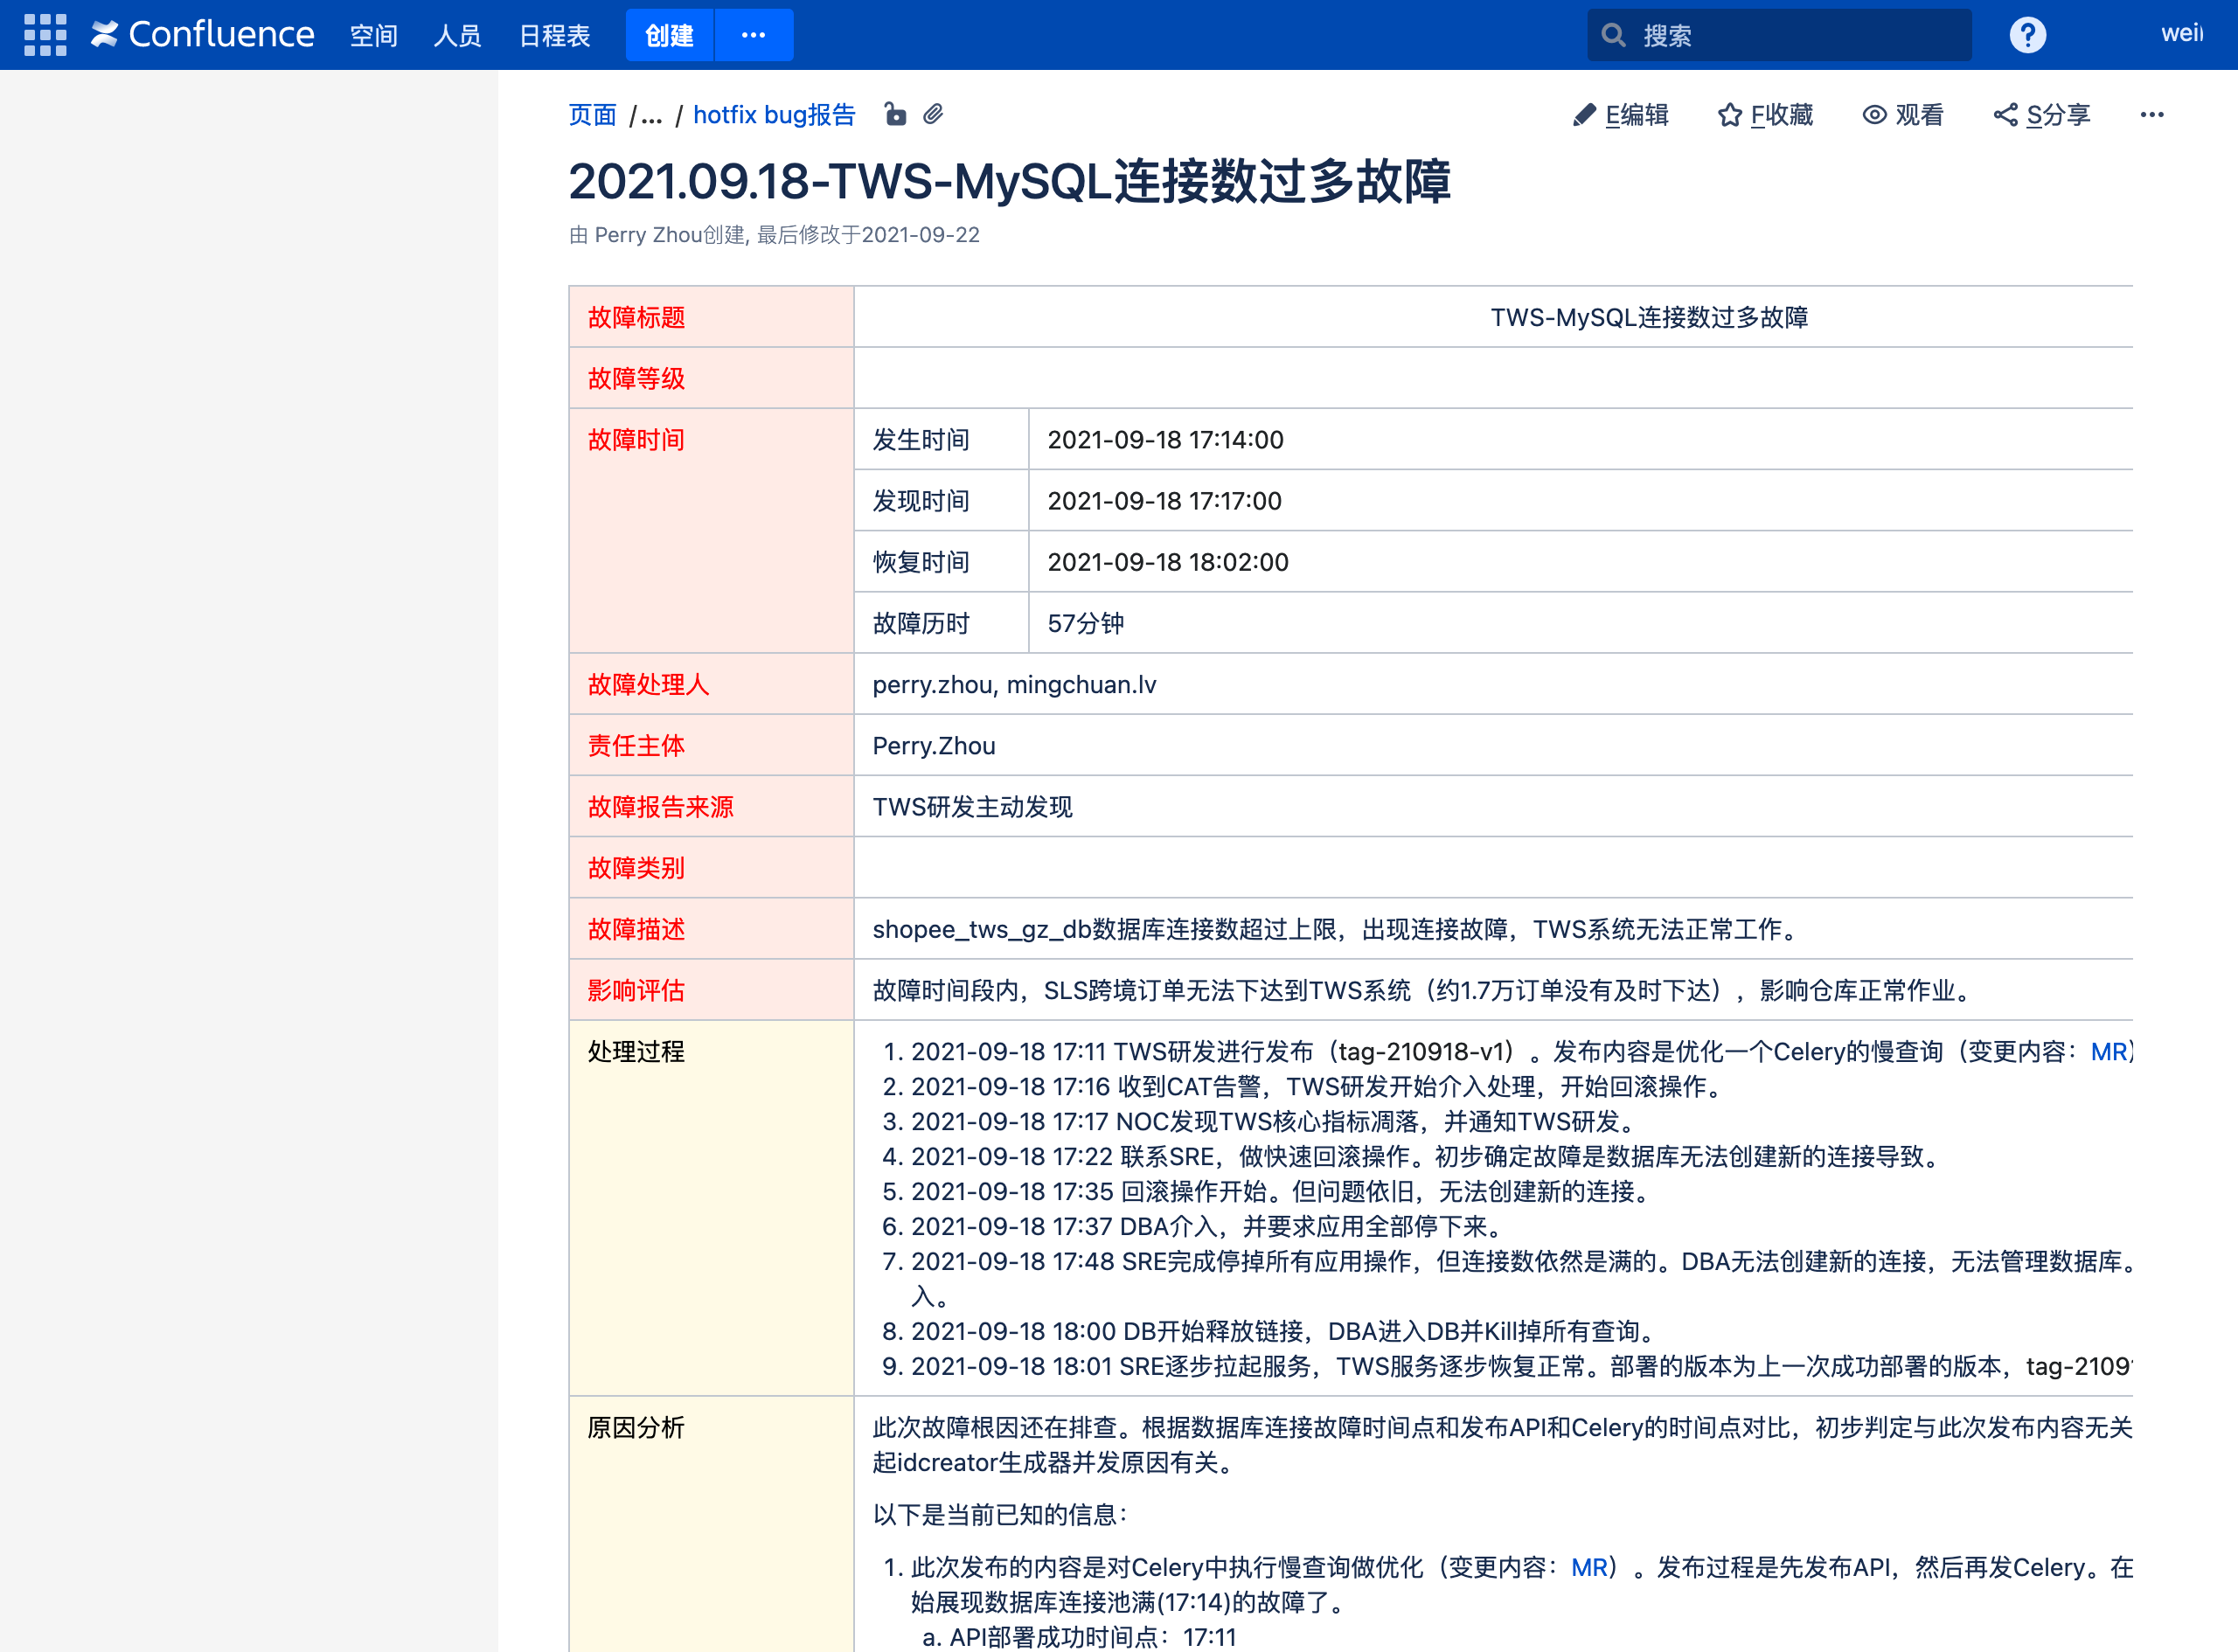 Confluence 空间 人员 日程表 创建 ··· 搜索 ?
页面 /... / hotfix bug报告 E编辑 F收藏 观看 S分享 ···
2021.09.18-TWS-MySQL连接数过多故障
由 Perry Zhou创建, 最后修改于2021-09-22
故障标题 TWS-MySQL连接数过多故障
故障等级
故障时间 发生时间 2021-09-18 17:14:00
发现时间 2021-09-18 17:17:00
恢复时间 2021-09-18 18:02:00
故障历时 57分钟
故障处理人 perry.zhou, mingchuan.lv
责任主体 Perry.Zhou
故障报告来源 TWS研发主动发现
故障类别
故障描述 shopee_tws_gz_db数据库连接数超过上限，出现连接故障，TWS系统无法正常工作。
影响评估 故障时间段内，SLS跨境订单无法下达到TWS系统（约1.7万订单没有及时下达），影响仓库正常作业。
处理过程 1. 2021-09-18 17:11 TWS研发进行发布（tag-210918-v1）。发布内容是优化一个Celery的慢查询（变更内容：MR）
2. 2021-09-18 17:16 收到CAT告警，TWS研发开始介入处理，开始回滚操作。
3. 2021-09-18 17:17 NOC发现TWS核心指标凋落，并通知TWS研发。
4. 2021-09-18 17:22 联系SRE，做快速回滚操作。初步确定故障是数据库无法创建新的连接导致。
5. 2021-09-18 17:35 回滚操作开始。但问题依旧，无法创建新的连接。
6. 2021-09-18 17:37 DBA介入，并要求应用全部停下来。
7. 2021-09-18 17:48 SRE完成停掉所有应用操作，但连接数依然是满的。DBA无法创建新的连接，无法管理数据库。
入。
8. 2021-09-18 18:00 DB开始释放链接，DBA进入DB并Kill掉所有查询。
9. 2021-09-18 18:01 SRE逐步拉起服务，TWS服务逐步恢复正常。部署的版本为上一次成功部署的版本，tag-2109
原因分析 此次故障根因还在排查。根据数据库连接故障时间点和发布API和Celery的时间点对比，初步判定与此次发布内容无关
起idcreator生成器并发原因有关。
以下是当前已知的信息：
1. 此次发布的内容是对Celery中执行慢查询做优化（变更内容：MR）。发布过程是先发布API，然后再发Celery。在
始展现数据库连接池满(17:14)的故障了。
a. API部署成功时间点：17:11